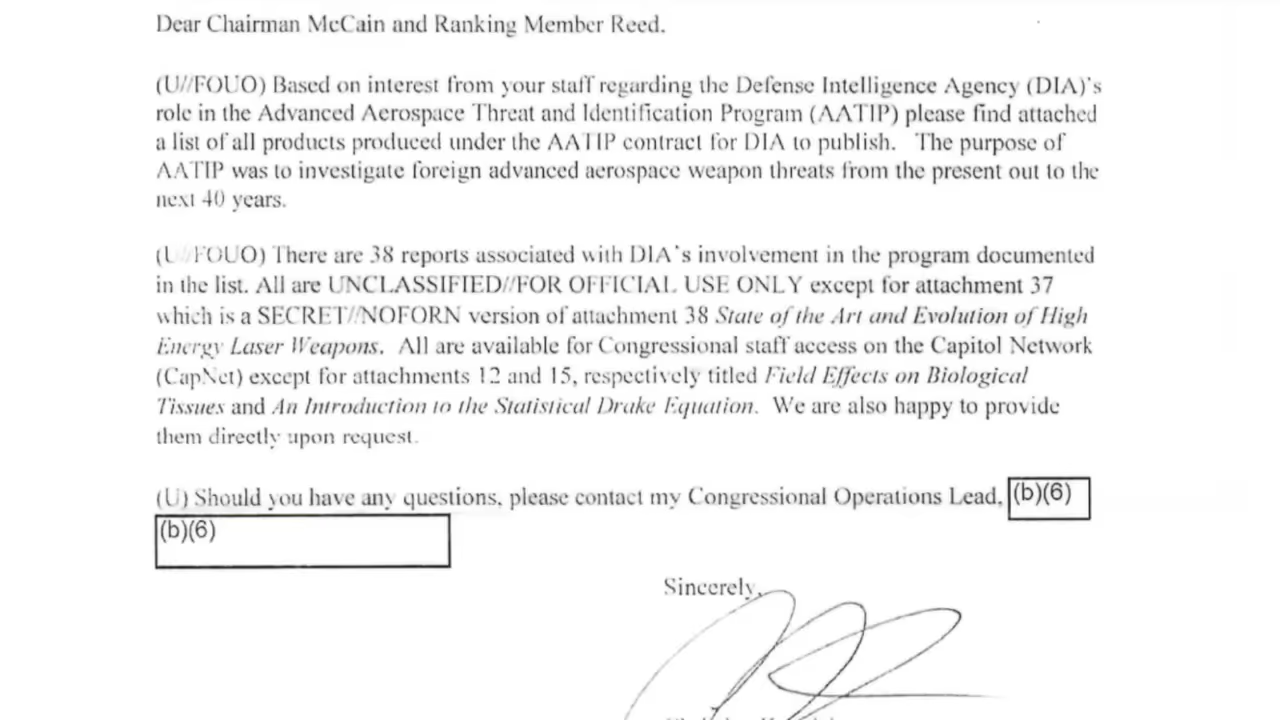 Dear Chairman McCain and Ranking Member Reed.
(U//FOUO) Based on interest from your staff regarding the Defense Intelligence Agency (DIA)'s
role in the Advanced Aerospace Threat and Identification Program (AATIP) please find attached
a list of all products produced under the AATIP contract for DIA to publish. The purpose of
AATIP was to investigate foreign advanced aerospace weapon threats from the present out to the
next 40 years.
(U//FOUO) There are 38 reports associated with DIA's involvement in the program documented
in the list. All are UNCLASSIFIED//FOR OFFICIAL USE ONLY except for attachment 37
which is a SECRET//NOFORN version of attachment 38 State of the Art and Evolution of High
Energy Laser Weapons. All are available for Congressional staff access on the Capitol Network
(CapNet) except for attachments 12 and 15, respectively titled Field Effects on Biological
Tissues and An Introduction to the Statistical Drake Equation. We are also happy to provide
them directly upon request.
(U) Should you have any questions, please contact my Congressional Operations Lead, (b)(6)
(b)(6)
Sincerely,